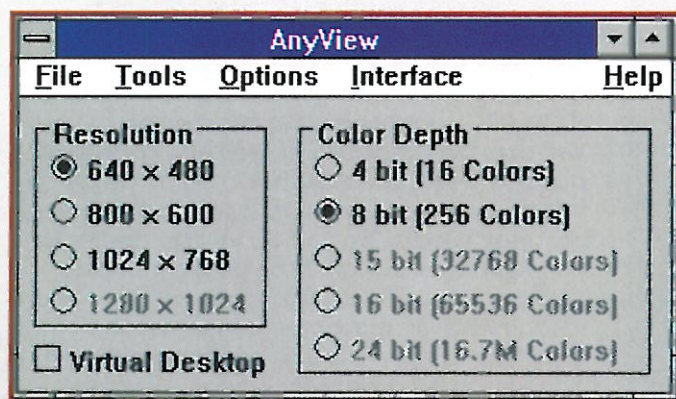 AnyView
File Tools Options Interface Help
Resolution
640 × 480
800 × 600
1024 × 768
1280 × 1024
Virtual Desktop
Color Depth
4 bit (16 Colors)
8 bit (256 Colors)
15 bit (32768 Colors)
16 bit (65536 Colors)
24 bit (16.7M Colors)